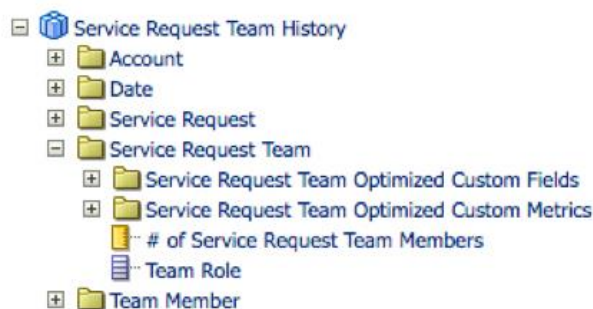 Service Request Team History
Account
Date
Service Request
Service Request Team
Service Request Team Optimized Custom Fields
Service Request Team Optimized Custom Metrics
# of Service Request Team Members
Team Role
Team Member